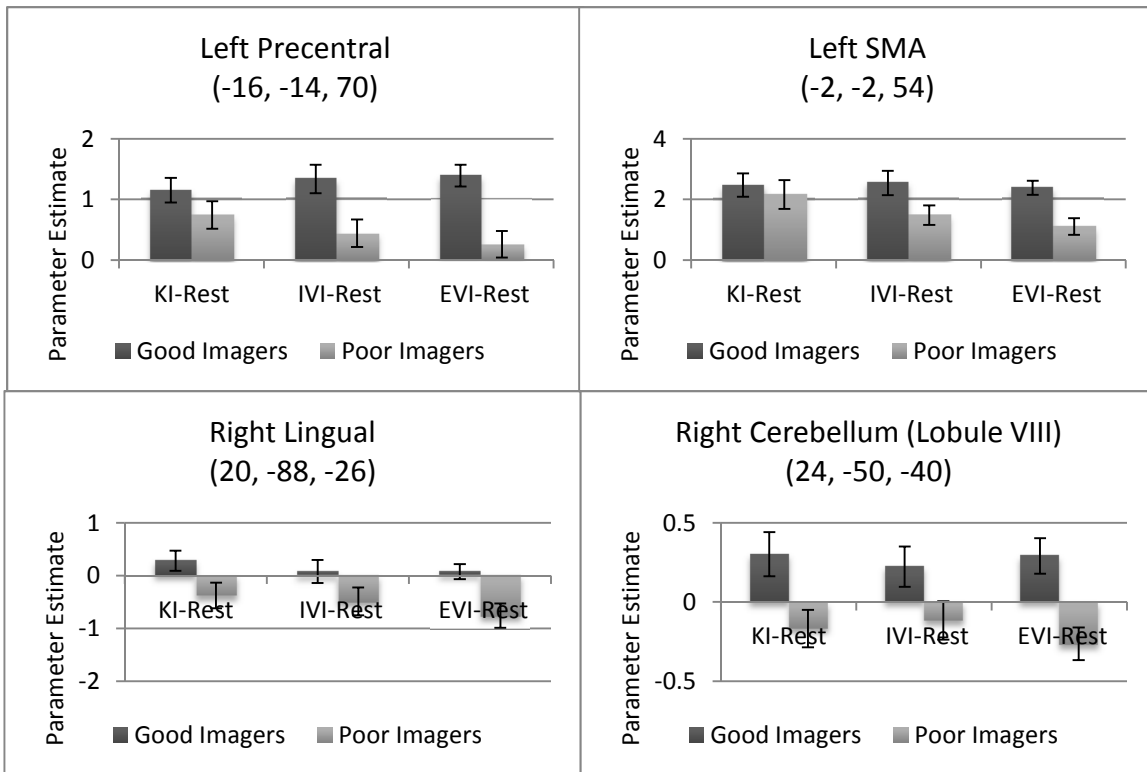 Left Precentral
(-16, -14, 70)
Parameter Estimate
2
1
0
KI-Rest IVI-Rest EVI-Rest
Good Imagers Poor Imagers
Left SMA
(-2, -2, 54)
Parameter Estimate
4
2
0
KI-Rest IVI-Rest EVI-Rest
Good Imagers Poor Imagers
Right Lingual
(20, -88, -26)
Parameter Estimate
1
0
-1
-2
KI-Rest IVI-Rest EVI-Rest
Good Imagers Poor Imagers
Right Cerebellum (Lobule VIII)
(24, -50, -40)
Parameter Estimate
0.5
0
-0.5
KI-Rest IVI-Rest EVI-Rest
Good Imagers Poor Imagers